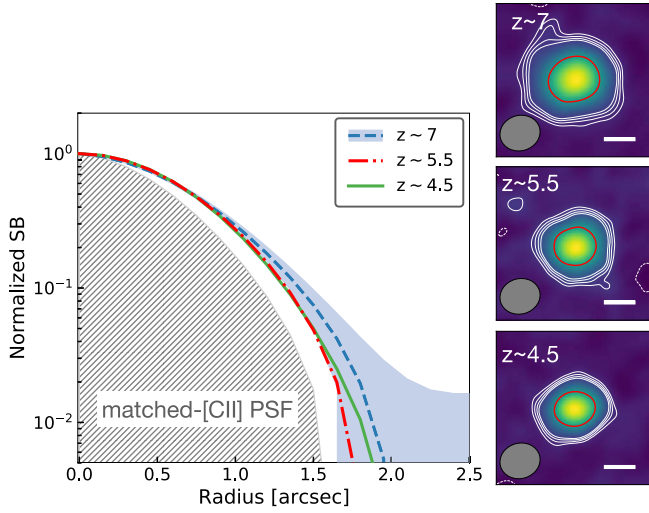 z~7
z ~ 7
z ~ 5.5
z ~ 4.5
Normalized SB
10⁰
10⁻¹
10⁻²
matched-[CII] PSF
0.0 0.5 1.0 1.5 2.0 2.5
Radius [arcsec]
z~5.5
z~4.5